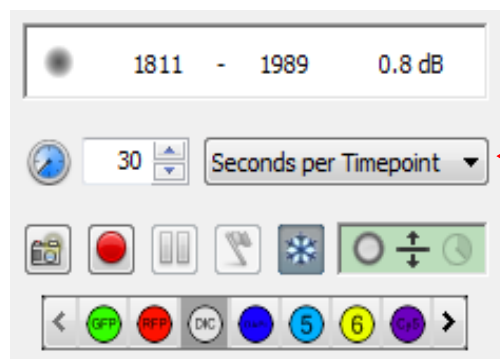 1811 - 1989 0.8 dB
30 Seconds per Timepoint
GFP RFP DIC 5 6 Cy5